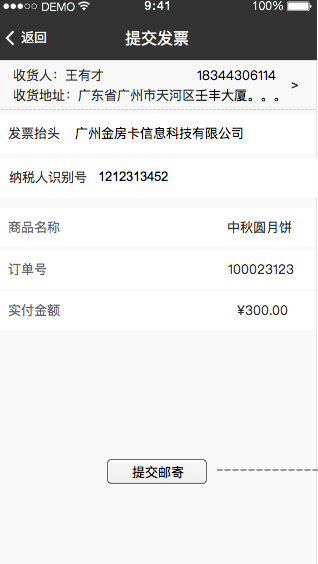 DEMO 9:41 100%
返回 提交发票
收货人：王有才 18344306114
收货地址：广东省广州市天河区壬丰大厦。。。 >
发票抬头 广州金房卡信息科技有限公司
纳税人识别号 1212313452
商品名称 中秋圆月饼
订单号 100023123
实付金额 ¥300.00
提交邮寄